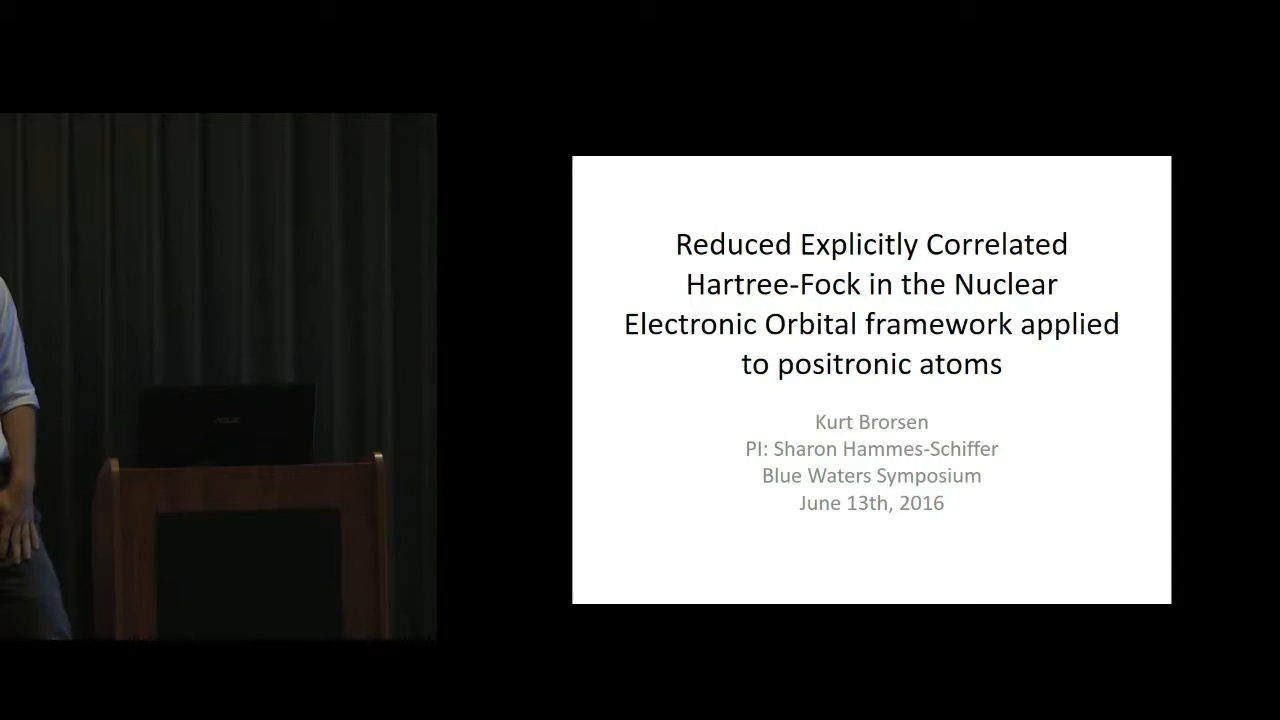 Reduced Explicitly Correlated
Hartree-Fock in the Nuclear
Electronic Orbital framework applied
to positronic atoms
Kurt Brorsen
PI: Sharon Hammes-Schiffer
Blue Waters Symposium
June 13th, 2016
ASUS